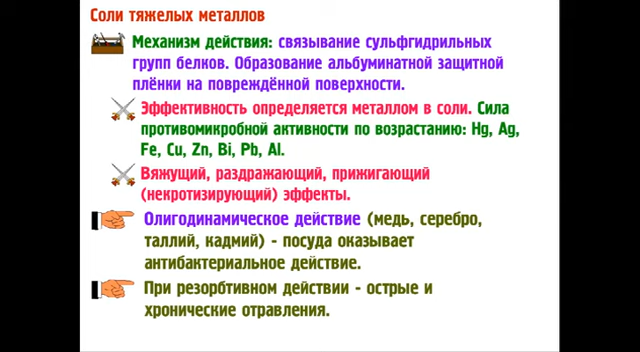 Соли тяжелых металлов
Механизм действия: связывание сульфгидрильных
групп белков. Образование альбуминатной защитной
плёнки на повреждённой поверхности.
Эффективность определяется металлом в соли. Сила
противомикробной активности по возрастанию: Hg, Ag,
Fe, Cu, Zn, Bi, Pb, Al.
Вяжущий, раздражающий, прижигающий
(некротизирующий) эффекты.
Олигодинамическое действие (медь, серебро,
таллий, кадмий) - посуда оказывает
антибактериальное действие.
При резорбтивном действии - острые и
хронические отравления.